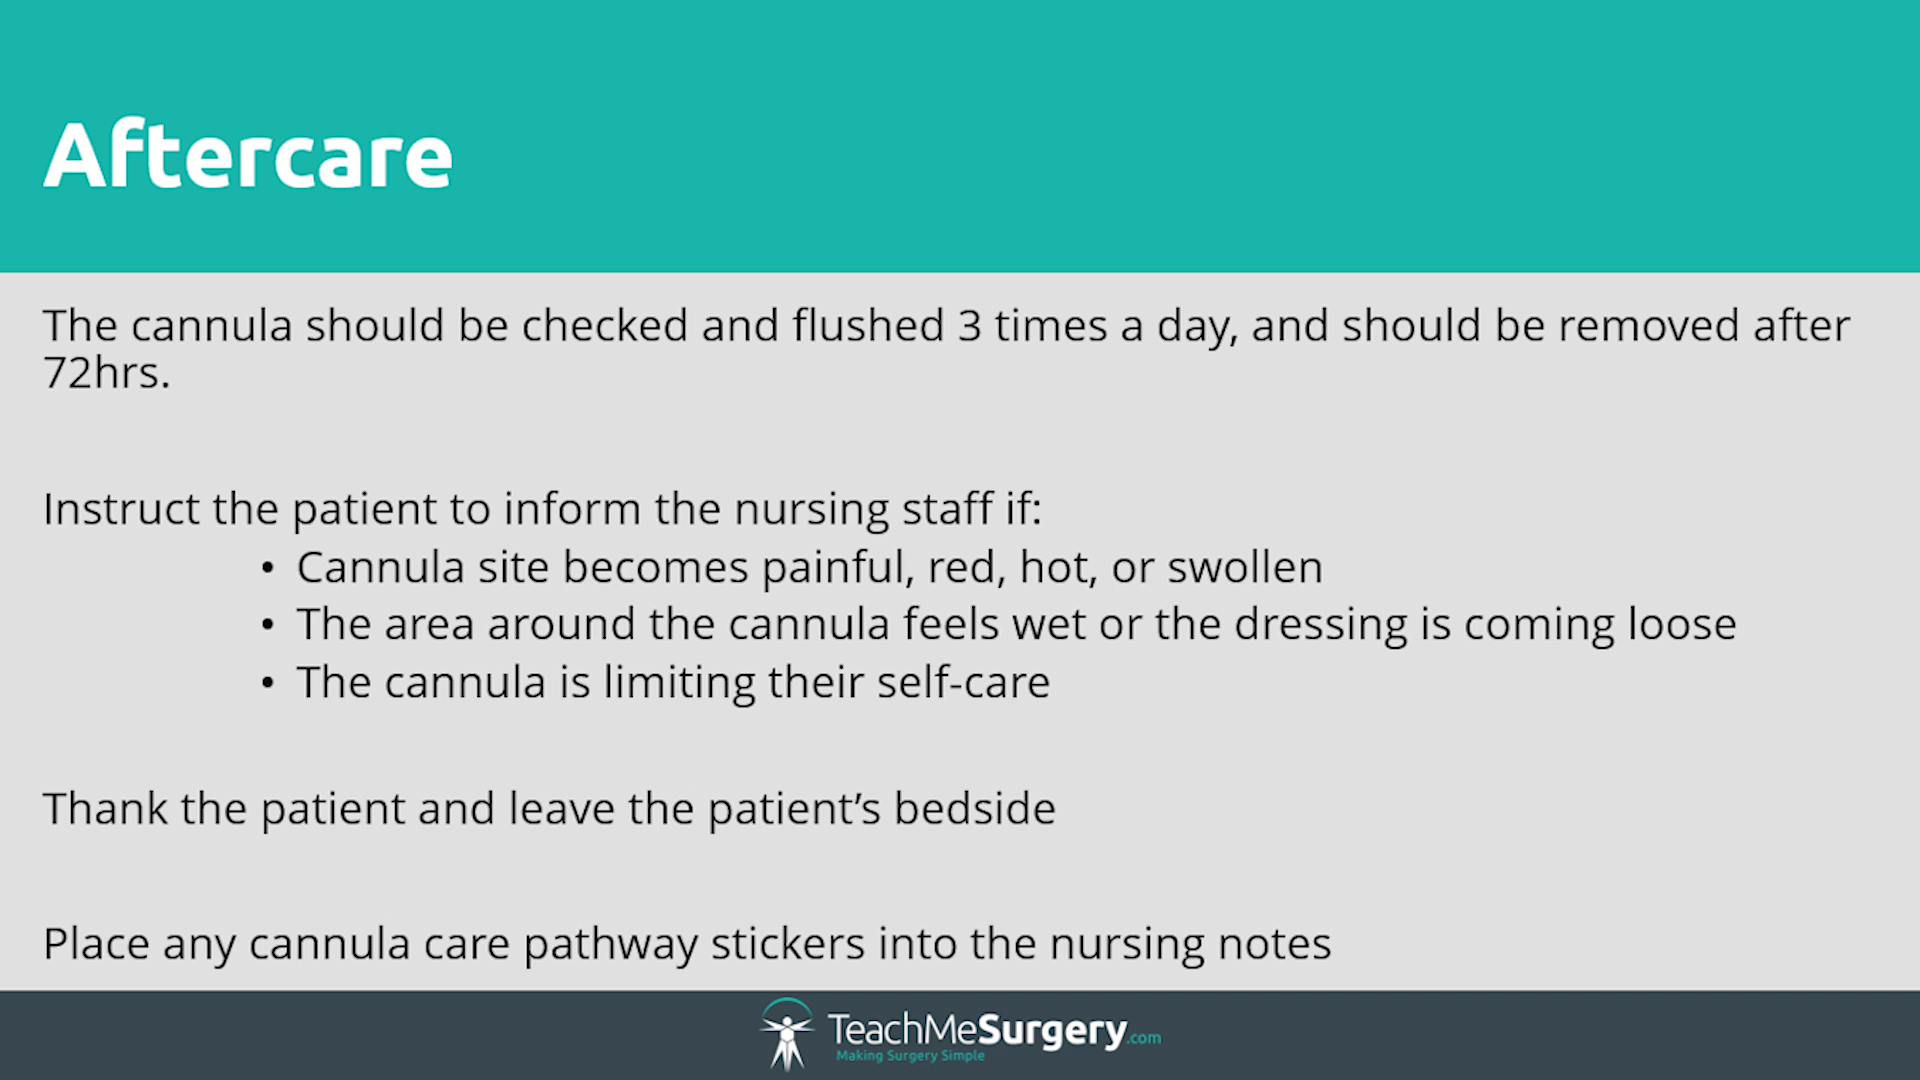 Aftercare
The cannula should be checked and flushed 3 times a day, and should be removed after
72hrs.
Instruct the patient to inform the nursing staff if:
• Cannula site becomes painful, red, hot, or swollen
• The area around the cannula feels wet or the dressing is coming loose
• The cannula is limiting their self-care
Thank the patient and leave the patient’s bedside
Place any cannula care pathway stickers into the nursing notes
TeachMeSurgery.com
Making Surgery Simple